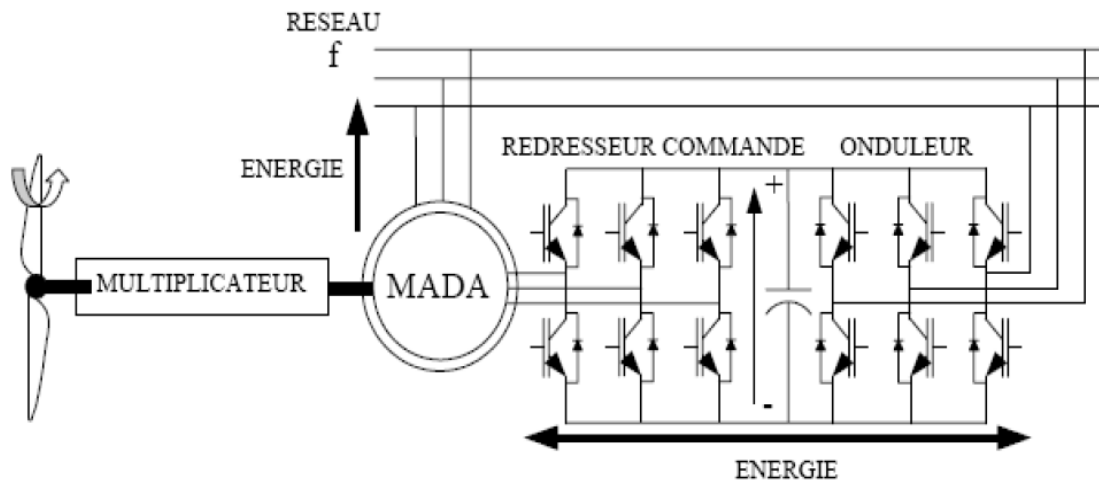 RESEAU
f
ENERGIE
REDRESSEUR COMMANDE
ONDULEUR
+
MULTIPLICATEUR
MADA
-
ENERGIE